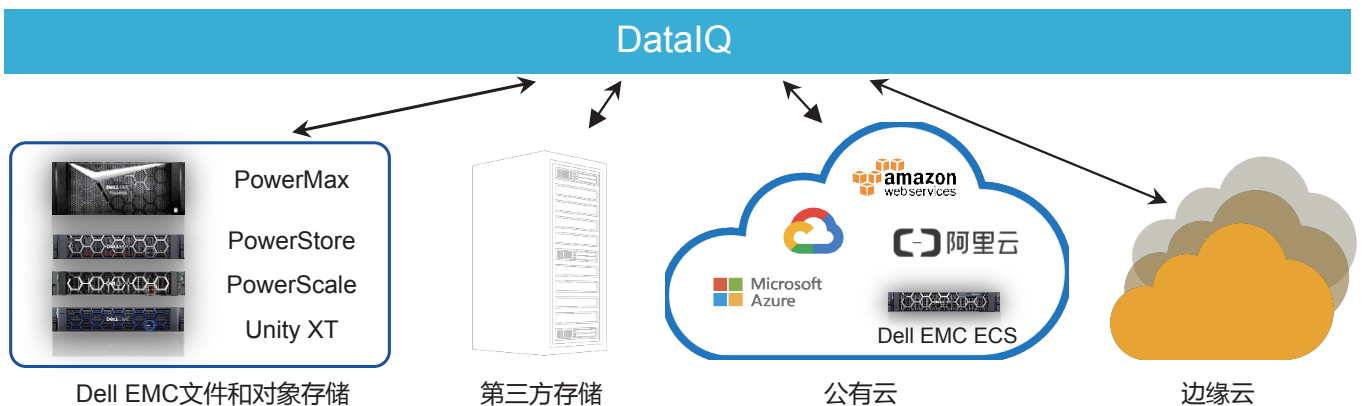 DataIQ
PowerMax
PowerStore
PowerScale
Unity XT
Dell EMC文件和对象存储
第三方存储
amazon
webservices
阿里云
Microsoft
Azure
Dell EMC ECS
公有云
边缘云